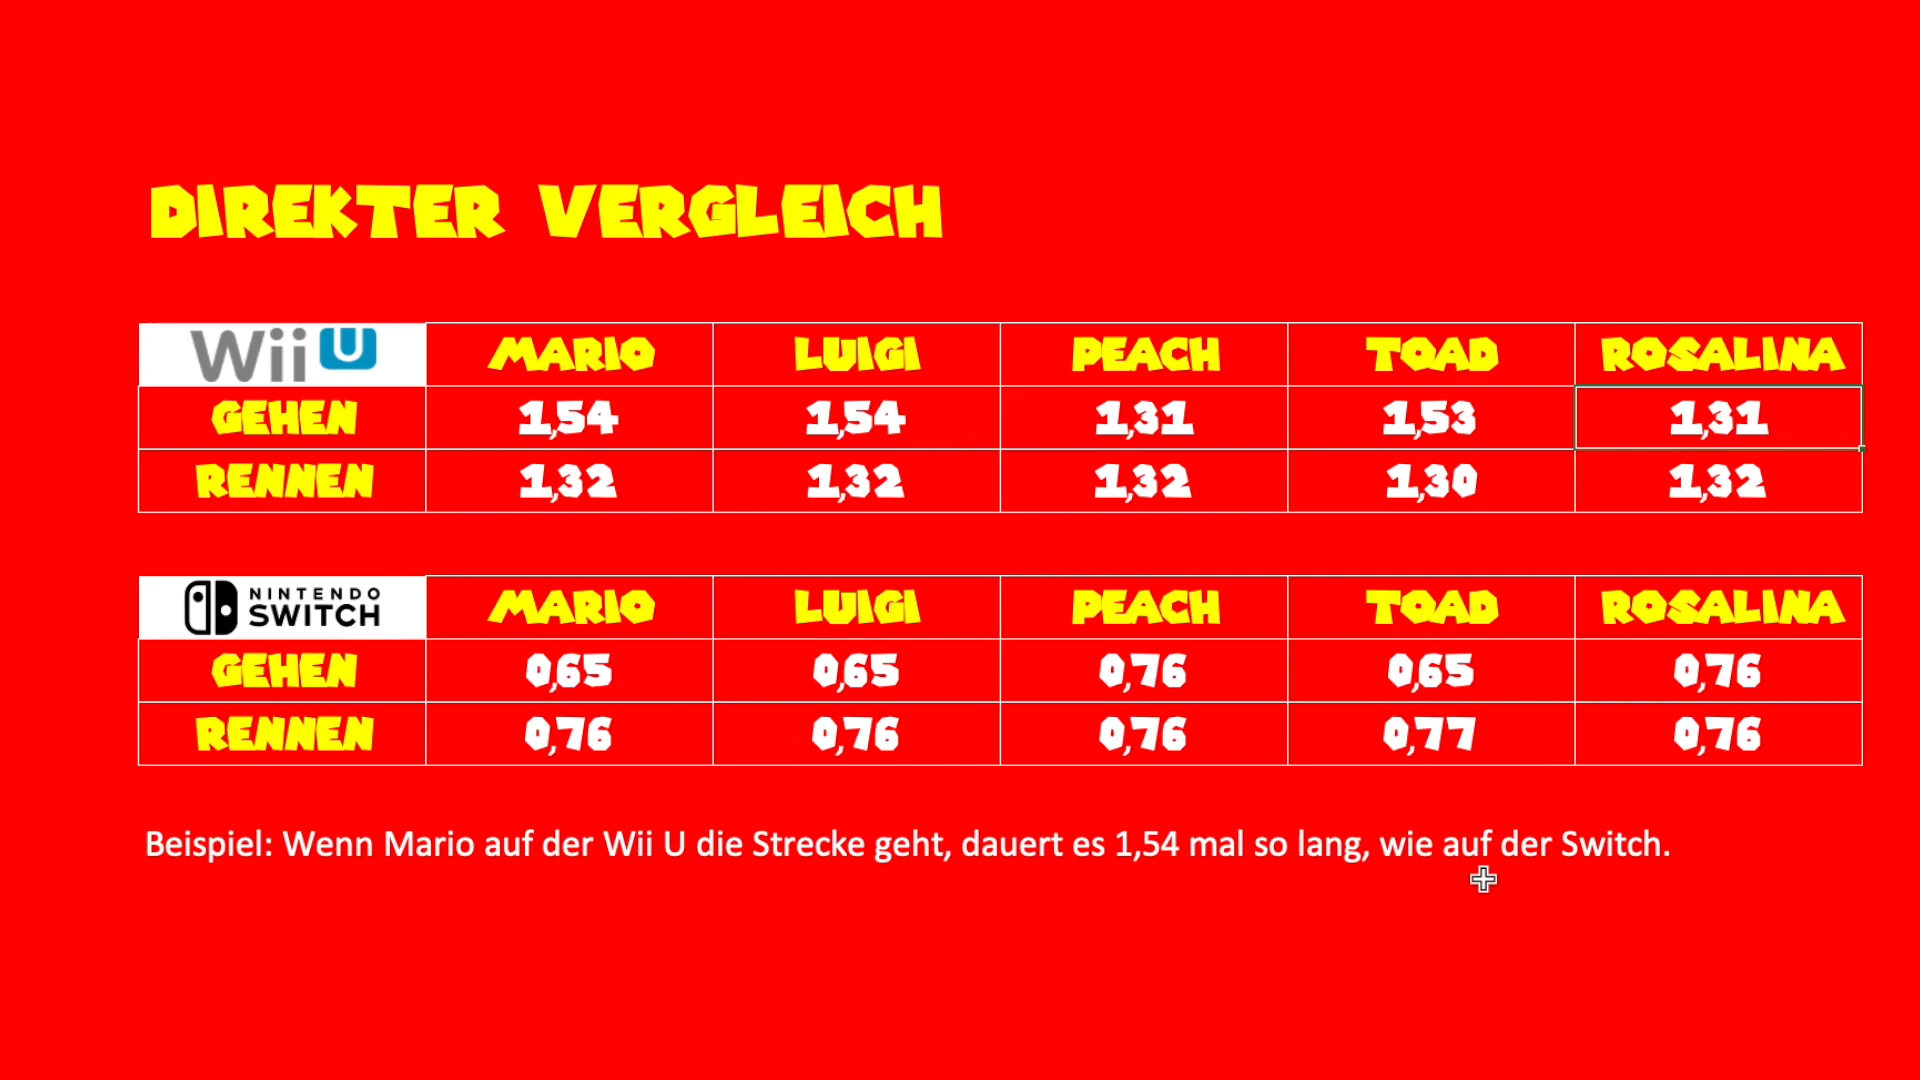 DIREKTER VERGLEICH
Wii U MARIO LUIGI PEACH TOAD ROSALINA
GEHEN 1,54 1,54 1,31 1,53 1,31
RENNEN 1,32 1,32 1,32 1,30 1,32
NINTENDO SWITCH MARIO LUIGI PEACH TOAD ROSALINA
GEHEN 0,65 0,65 0,76 0,65 0,76
RENNEN 0,76 0,76 0,76 0,77 0,76
Beispiel: Wenn Mario auf der Wii U die Strecke geht, dauert es 1,54 mal so lang, wie auf der Switch.